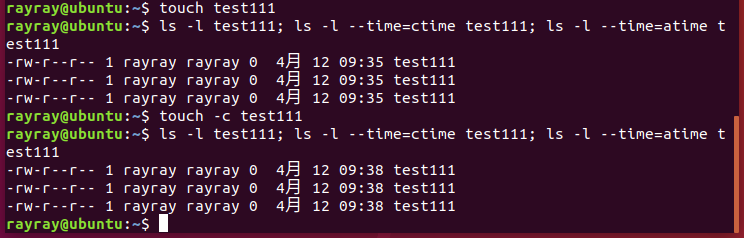 rayray@ubuntu:~$ touch test111
rayray@ubuntu:~$ ls -l test111; ls -l --time=ctime test111; ls -l --time=atime t
est111
-rw-r--r-- 1 rayray rayray 0  4月 12 09:35 test111
-rw-r--r-- 1 rayray rayray 0  4月 12 09:35 test111
-rw-r--r-- 1 rayray rayray 0  4月 12 09:35 test111
rayray@ubuntu:~$ touch -c test111
rayray@ubuntu:~$ ls -l test111; ls -l --time=ctime test111; ls -l --time=atime t
est111
-rw-r--r-- 1 rayray rayray 0  4月 12 09:38 test111
-rw-r--r-- 1 rayray rayray 0  4月 12 09:38 test111
-rw-r--r-- 1 rayray rayray 0  4月 12 09:38 test111
rayray@ubuntu:~$